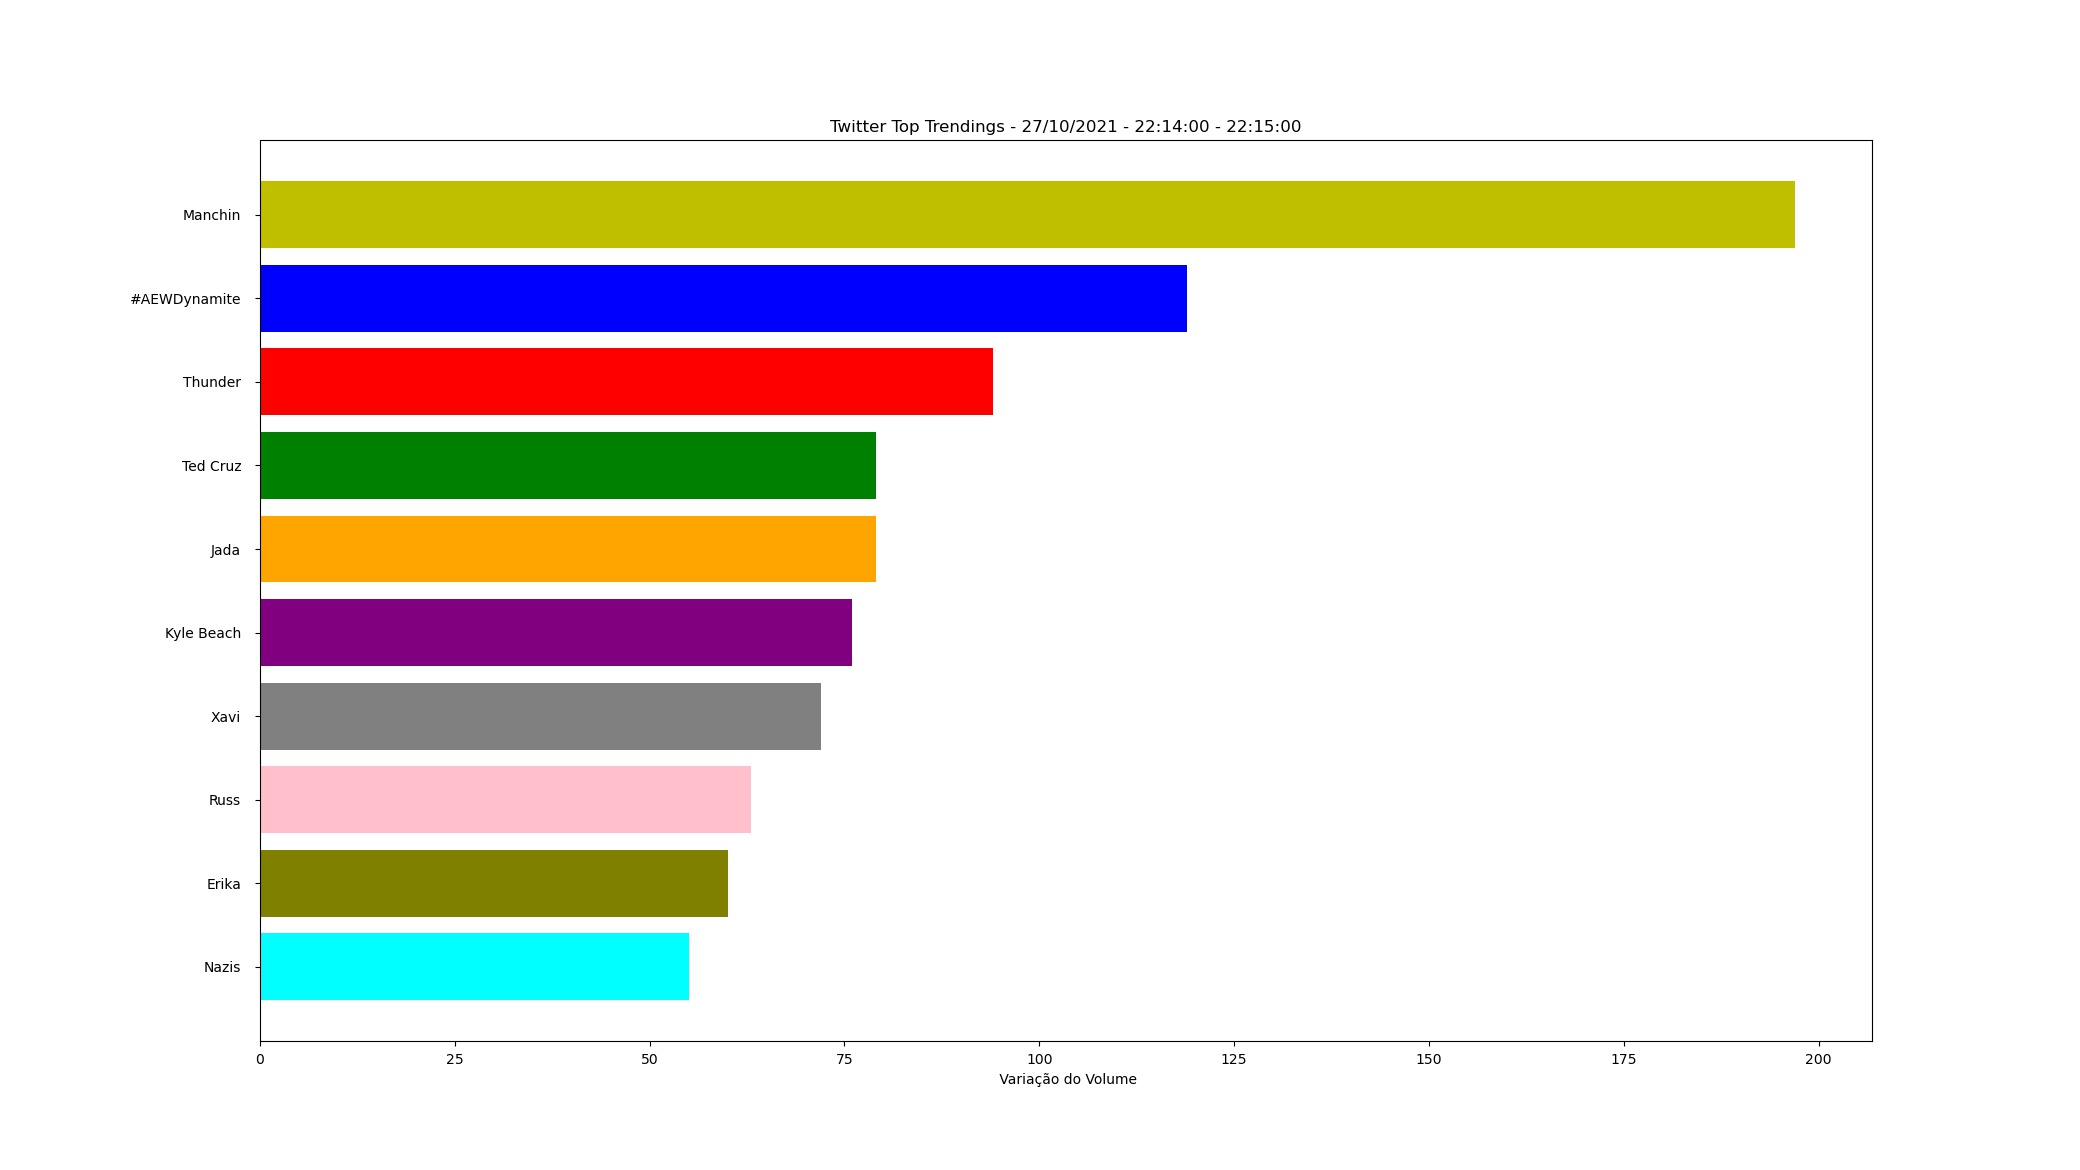 Twitter Top Trendings - 27/10/2021 - 22:14:00 - 22:15:00
Manchin
#AEWDynamite
Thunder
Ted Cruz
Jada
Kyle Beach
Xavi
Russ
Erika
Nazis
0 25 50 75 100 125 150 175 200
Variação do Volume